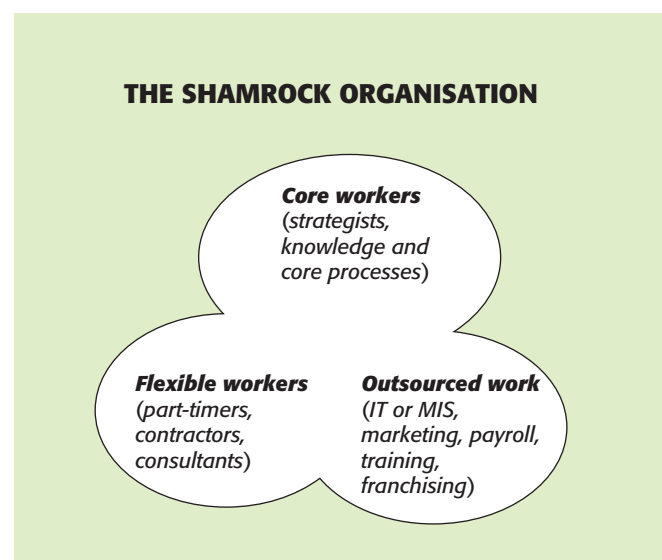 THE SHAMROCK ORGANISATION
Core workers
(strategists,
knowledge and
core processes)
Flexible workers
(part-timers,
contractors,
consultants)
Outsourced work
(IT or MIS,
marketing, payroll,
training,
franchising)